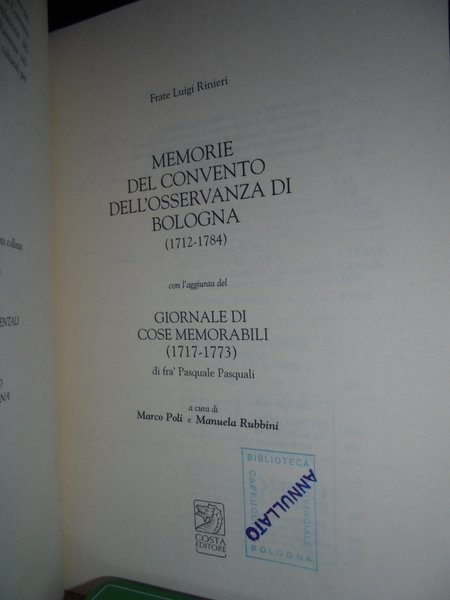 Frate Luigi Rinieri
MEMORIE
DEL CONVENTO
DELL'OSSERVANZA DI
BOLOGNA
(1712-1784)
con l'aggiunta del
GIORNALE DI
COSE MEMORABILI
(1717-1773)
di fra' Pasquale Pasquali
a cura di
Marco Poli e Manuela Rubbini
COSTA
EDITORE
BIBLIOTECA
CAPPUCC
BOLOGNA
ANNULLATO